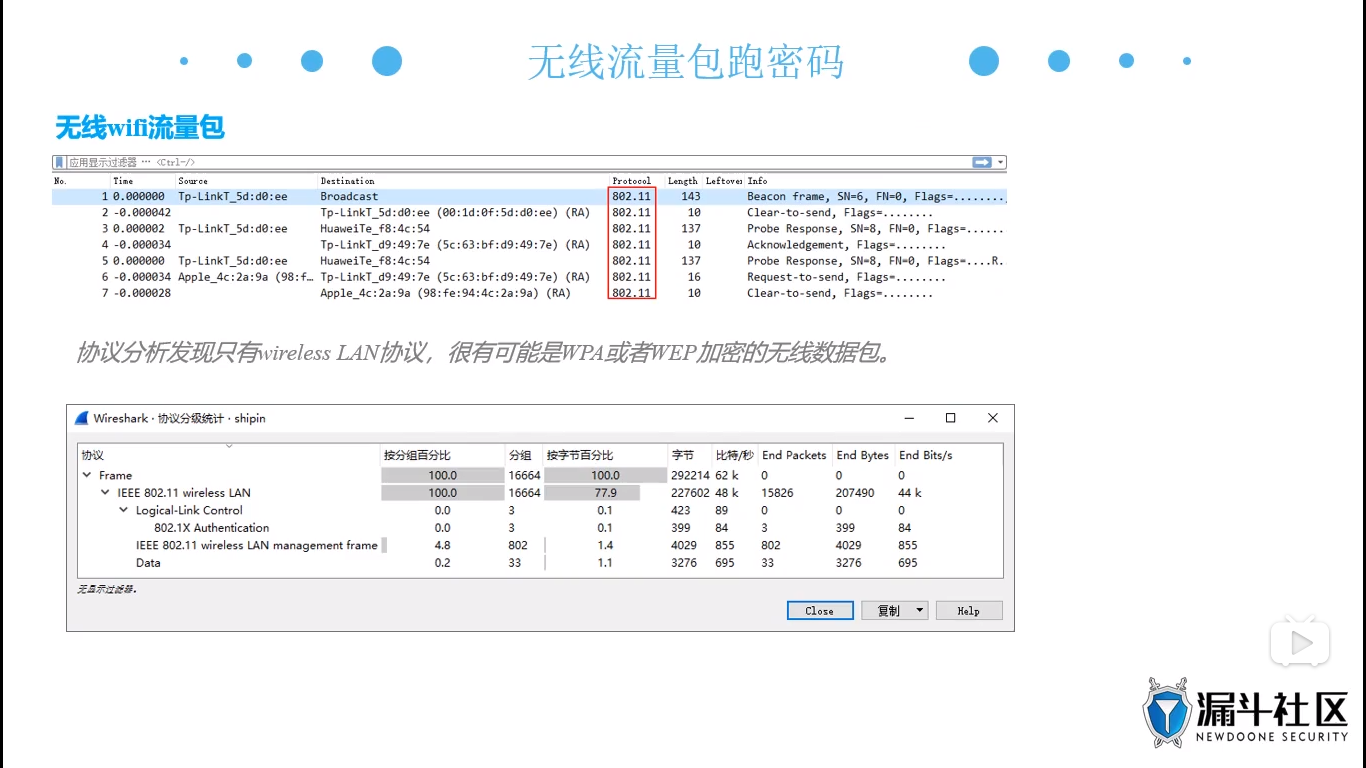 无线流量包跑密码
无线wifi流量包
应用显示过滤器 … <Ctrl-/>
No. Time Source Destination Protocol Length Leftover Info
1 0.000000 Tp-LinkT_5d:d0:ee Broadcast 802.11 143 Beacon frame, SN=6, FN=0, Flags=........,
2 -0.000042 Tp-LinkT_5d:d0:ee (00:1d:0f:5d:d0:ee) (RA) 802.11 10 Clear-to-send, Flags=........
3 0.000002 Tp-LinkT_5d:d0:ee HuaweiTe_f8:4c:54 802.11 137 Probe Response, SN=8, FN=0, Flags=......
4 -0.000034 Tp-LinkT_d9:49:7e (5c:63:bf:d9:49:7e) (RA) 802.11 10 Acknowledgement, Flags=........
5 0.000000 Tp-LinkT_5d:d0:ee HuaweiTe_f8:4c:54 802.11 137 Probe Response, SN=8, FN=0, Flags=....R.
6 -0.000034 Apple_4c:2a:9a (98:f… Tp-LinkT_d9:49:7e (5c:63:bf:d9:49:7e) (RA) 802.11 16 Request-to-send, Flags=........
7 -0.000028 Apple_4c:2a:9a (98:fe:94:4c:2a:9a) (RA) 802.11 10 Clear-to-send, Flags=........
协议分析发现只有wireless LAN协议，很有可能是WPA或者WEP加密的无线数据包。
Wireshark · 协议分级统计 · shipin
协议 按分组百分比 分组 按字节百分比 字节 比特/秒 End Packets End Bytes End Bits/s
Frame 100.0 16664 100.0 292214 62 k 0 0 0
IEEE 802.11 wireless LAN 100.0 16664 77.9 227602 48 k 15826 207490 44 k
Logical-Link Control 0.0 3 0.1 423 89 0 0 0
802.1X Authentication 0.0 3 0.1 399 84 3 399 84
IEEE 802.11 wireless LAN management frame 4.8 802 1.4 4029 855 802 4029 855
Data 0.2 33 1.1 3276 695 33 3276 695
无显示过滤器。
Close 复制 Help
漏斗社区
NEWDOONE SECURITY